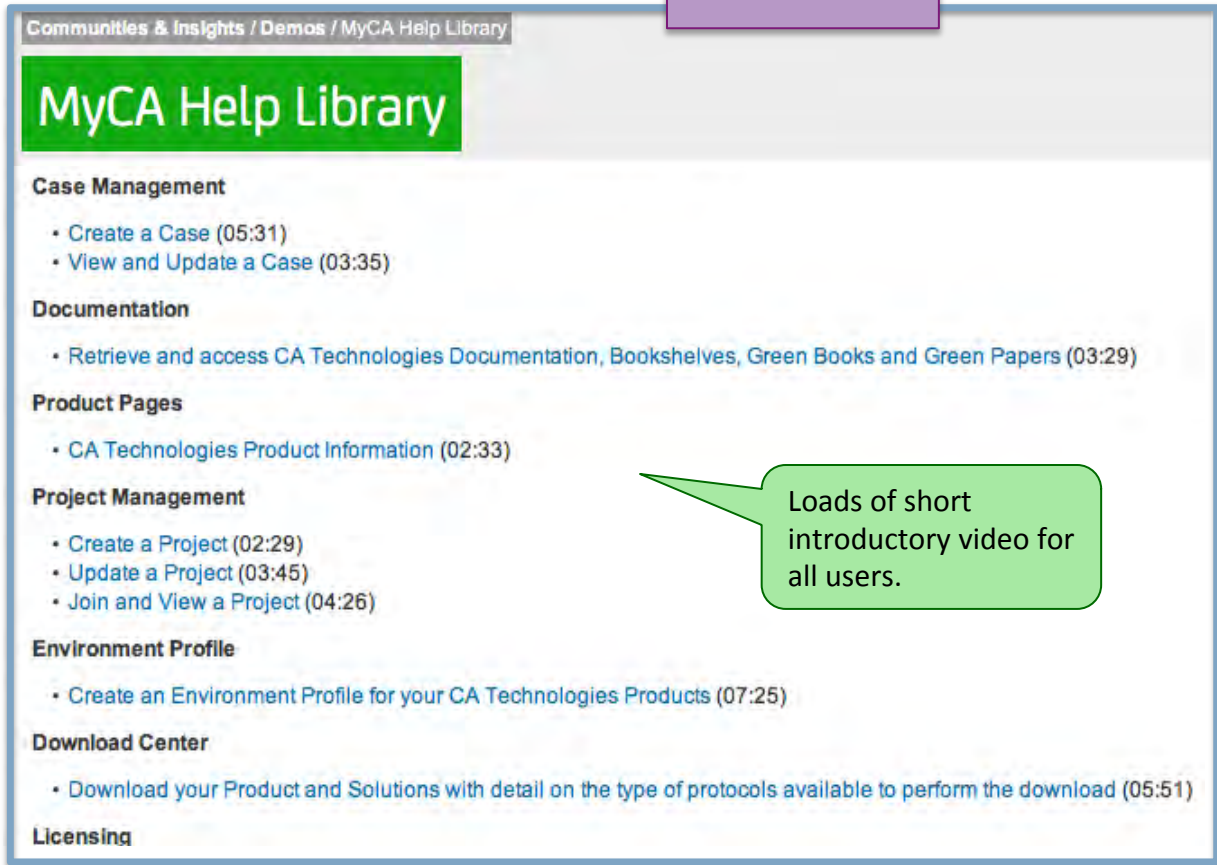 Communities & Insights / Demos / MyCA Help Library
MyCA Help Library
Case Management
• Create a Case (05:31)
• View and Update a Case (03:35)
Documentation
• Retrieve and access CA Technologies Documentation, Bookshelves, Green Books and Green Papers (03:29)
Product Pages
• CA Technologies Product Information (02:33)
Project Management
• Create a Project (02:29)
• Update a Project (03:45)
• Join and View a Project (04:26)
Loads of short
introductory video for
all users.
Environment Profile
• Create an Environment Profile for your CA Technologies Products (07:25)
Download Center
• Download your Product and Solutions with detail on the type of protocols available to perform the download (05:51)
Licensing